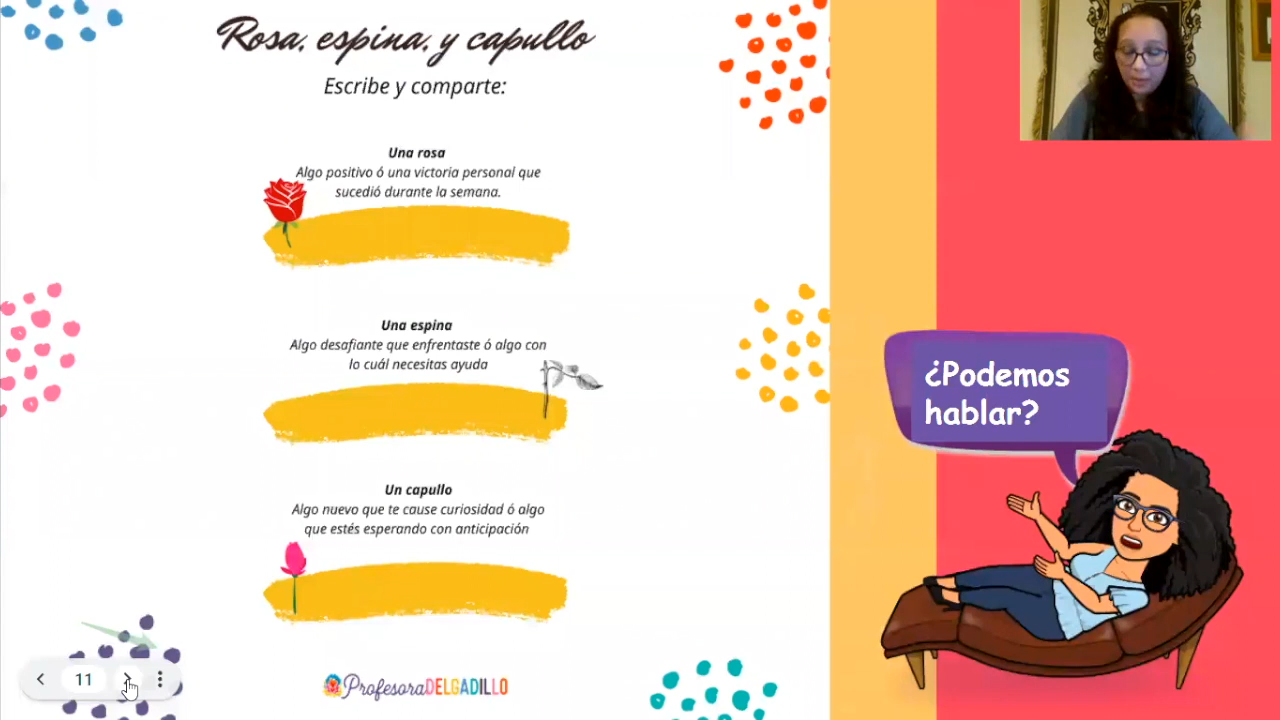 Rosa, espina, y capullo
Escribe y comparte:
Una rosa
Algo positivo ó una victoria personal que
sucedió durante la semana.
Una espina
Algo desafiante que enfrentaste ó algo con
lo cuál necesitas ayuda
Un capullo
Algo nuevo que te cause curiosidad ó algo
que estés esperando con anticipación
ProfesoraDELGADILLO
¿Podemos
hablar?
11